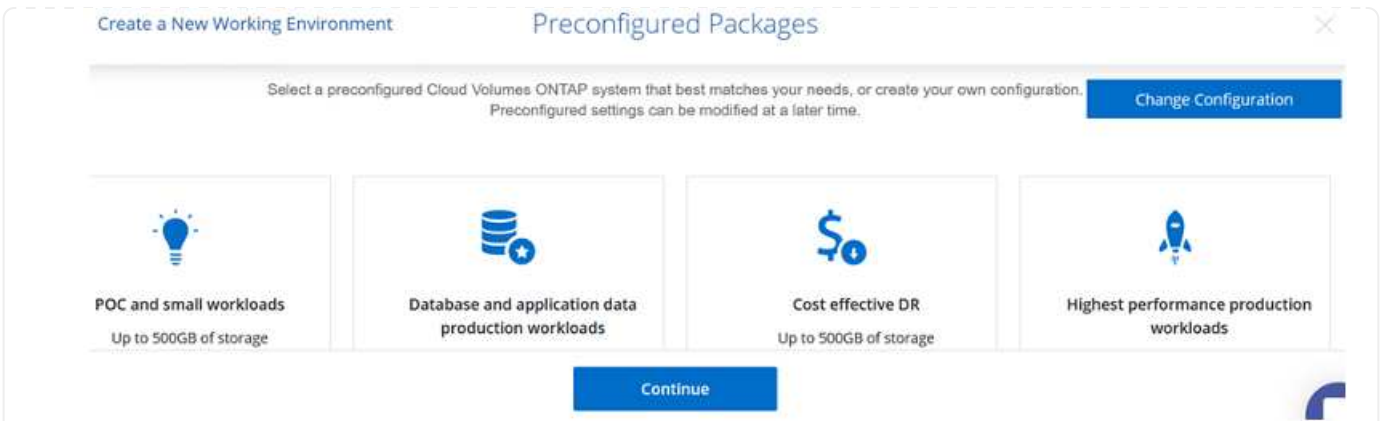 Create a New Working Environment
Preconfigured Packages
Select a preconfigured Cloud Volumes ONTAP system that best matches your needs, or create your own configuration.
Preconfigured settings can be modified at a later time.
Change Configuration
POC and small workloads
Up to 500GB of storage
Database and application data
production workloads
Cost effective DR
Up to 500GB of storage
Highest performance production
workloads
Continue